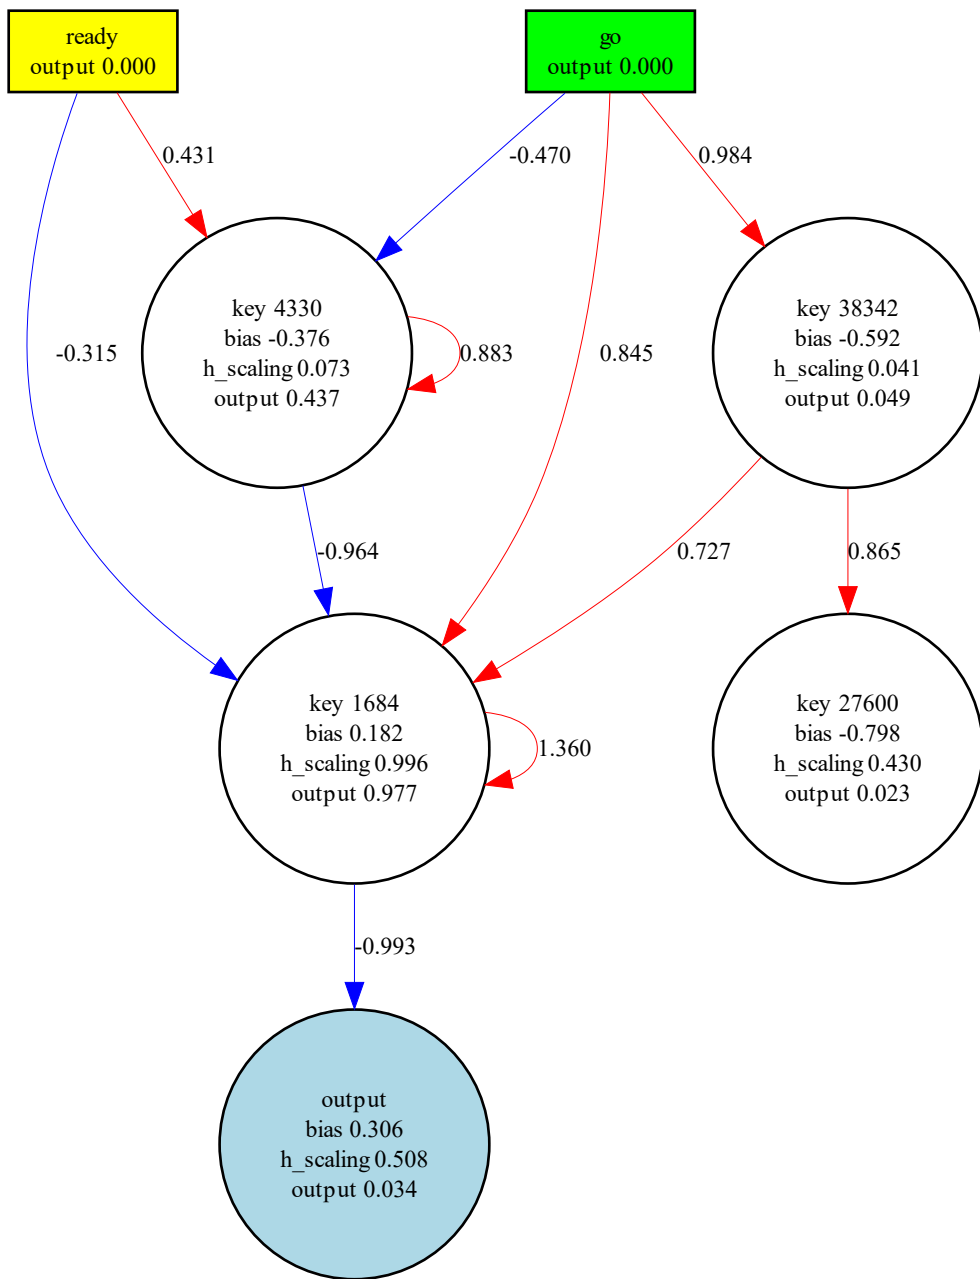 ready
output 0.000
go
output 0.000
0.431
-0.470
0.984
key 4330
bias -0.376
h_scaling 0.073
output 0.437
key 38342
bias -0.592
h_scaling 0.041
output 0.049
-0.315
0.883
0.845
-0.964
0.727
0.865
key 1684
bias 0.182
h_scaling 0.996
output 0.977
key 27600
bias -0.798
h_scaling 0.430
output 0.023
1.360
-0.993
output
bias 0.306
h_scaling 0.508
output 0.034